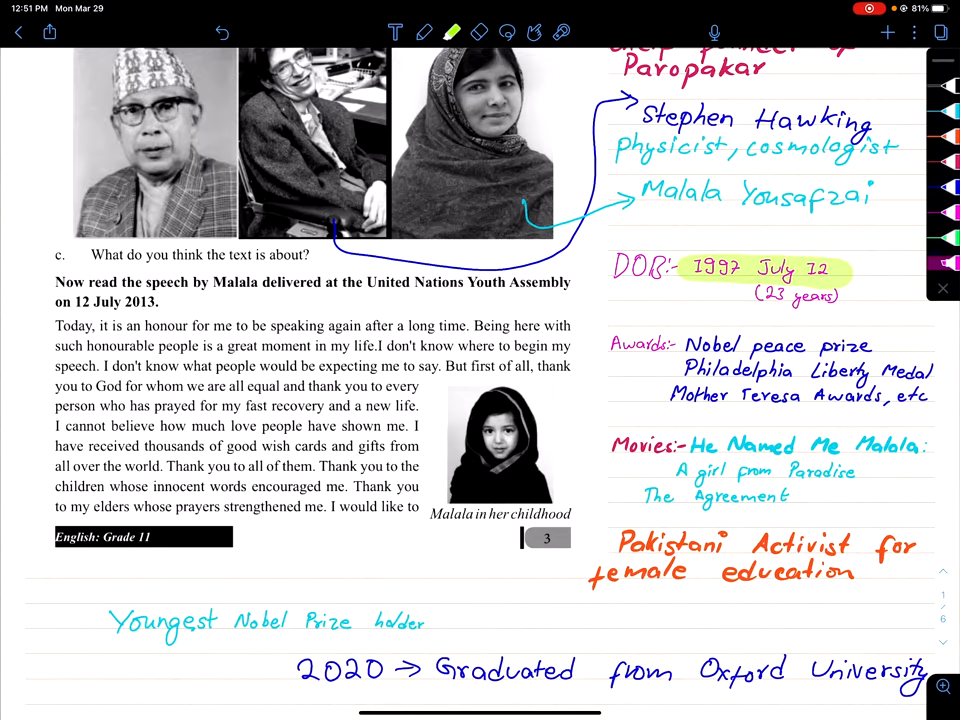 12:51 PM Mon Mar 29
81%
Paropakar
Stephen Hawking
Physicist, cosmologist
Malala Yousafzai
c. What do you think the text is about?
Now read the speech by Malala delivered at the United Nations Youth Assembly
on 12 July 2013.
DOB:- 1997 July 12
(23 years)
Today, it is an honour for me to be speaking again after a long time. Being here with
such honourable people is a great moment in my life.I don't know where to begin my
speech. I don't know what people would be expecting me to say. But first of all, thank
you to God for whom we are all equal and thank you to every
person who has prayed for my fast recovery and a new life.
I cannot believe how much love people have shown me. I
have received thousands of good wish cards and gifts from
all over the world. Thank you to all of them. Thank you to the
children whose innocent words encouraged me. Thank you
to my elders whose prayers strengthened me. I would like to
Malala in her childhood
English: Grade 11
3
Awards:- Nobel peace prize
Philadelphia Liberty Medal
Mother Teresa Awards, etc
Movies:- He Named Me Malala:
A girl from Paradise
The Agreement
Pakistani Activist for
female education
Youngest Nobel Prize holder
2020 → Graduated from Oxford University
1
/
6